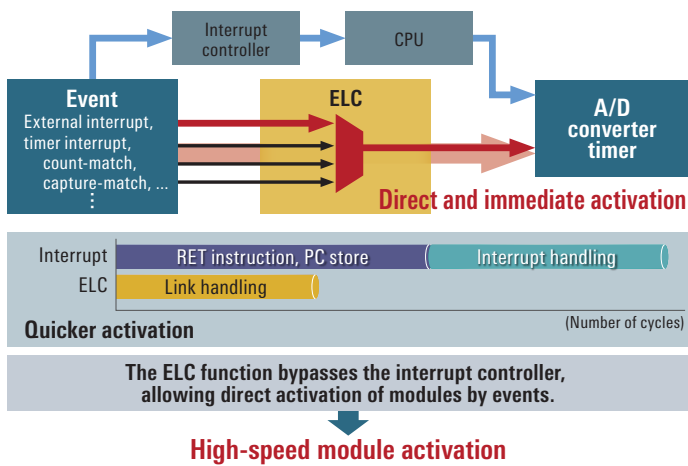 Interrupt
controller
CPU
Event
External interrupt,
timer interrupt,
count-match,
capture-match, ...
⋮
ELC
A/D
converter
timer
Direct and immediate activation
Interrupt
RET instruction, PC store
Interrupt handling
ELC
Link handling
Quicker activation
(Number of cycles)
The ELC function bypasses the interrupt controller,
allowing direct activation of modules by events.
High-speed module activation